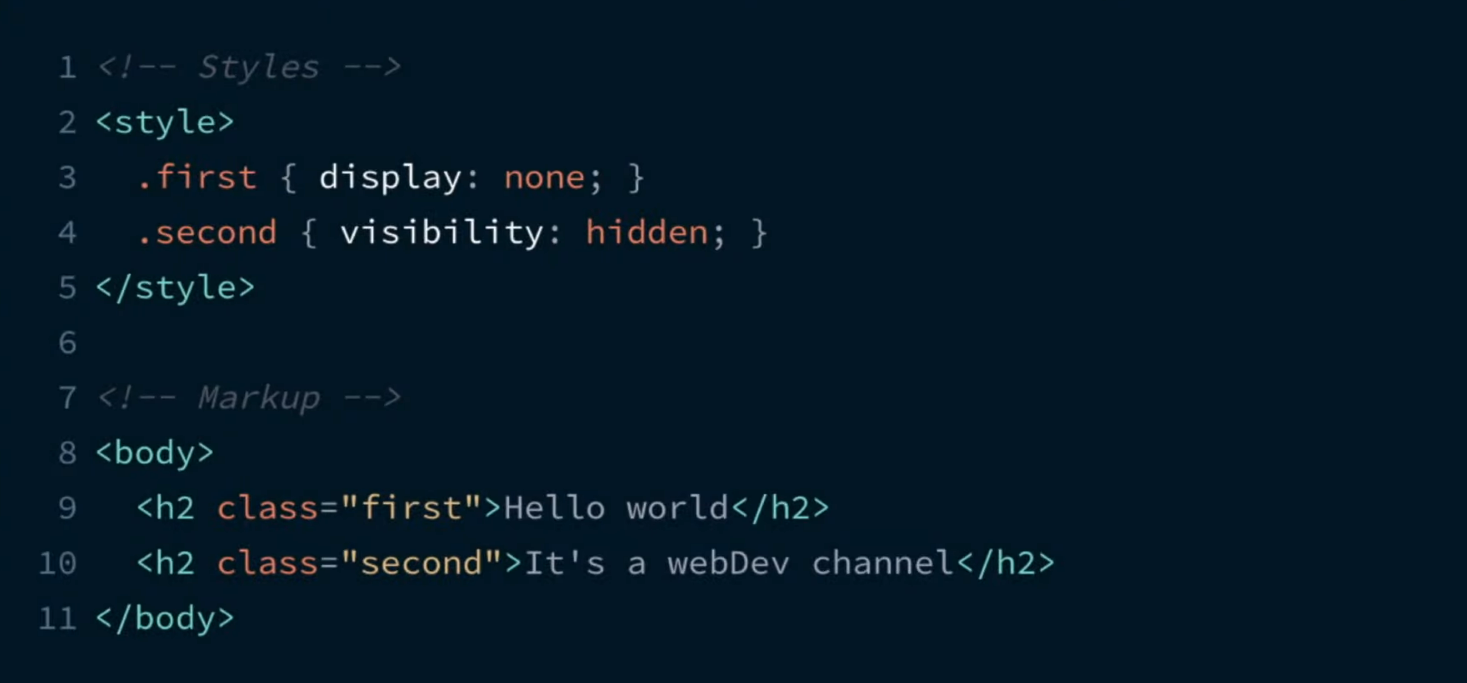 1 <!-- Styles -->
2 <style>
3   .first { display: none; }
4   .second { visibility: hidden; }
5 </style>
6
7 <!-- Markup -->
8 <body>
9   <h2 class="first">Hello world</h2>
10   <h2 class="second">It's a webDev channel</h2>
11 </body>